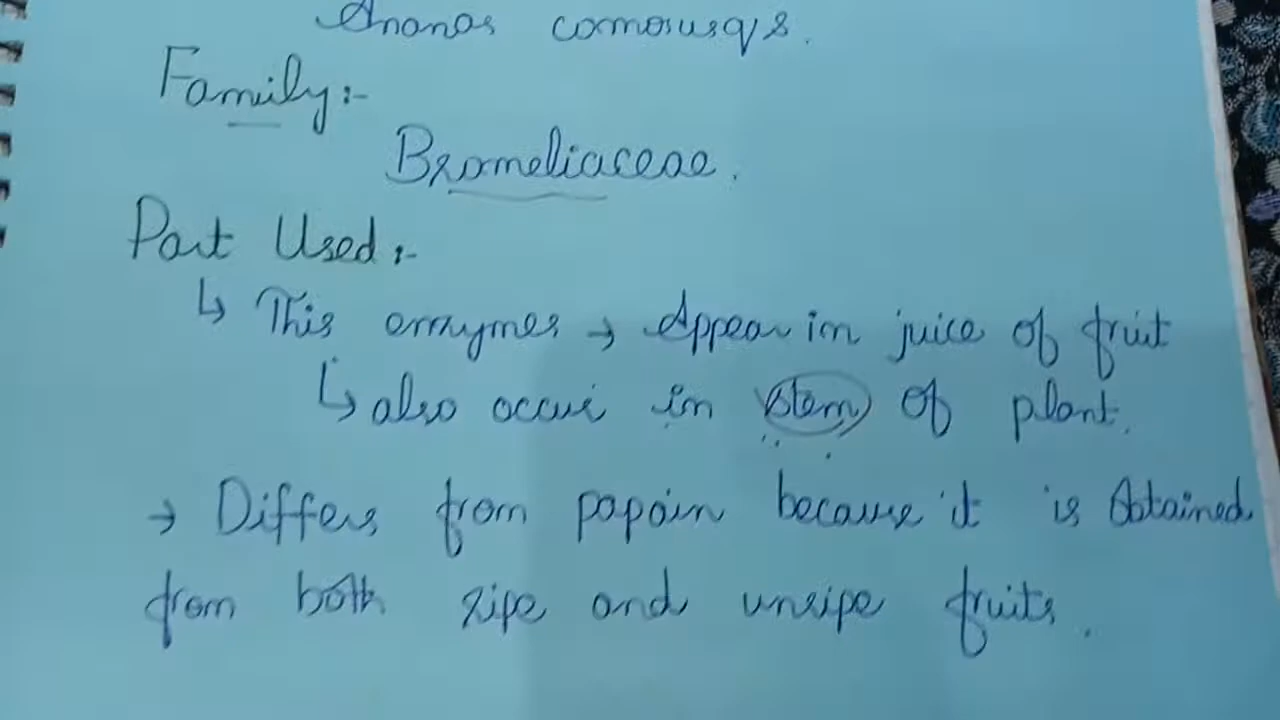 Ananas comosusqs.
Family:-
Bromeliaceae.
Part Used:-
↳ This enzymes → Appear in juice of fruit
↳ also occur in stem of plant.
→ Differs from papain because it is Obtained
from both ripe and unripe fruits.